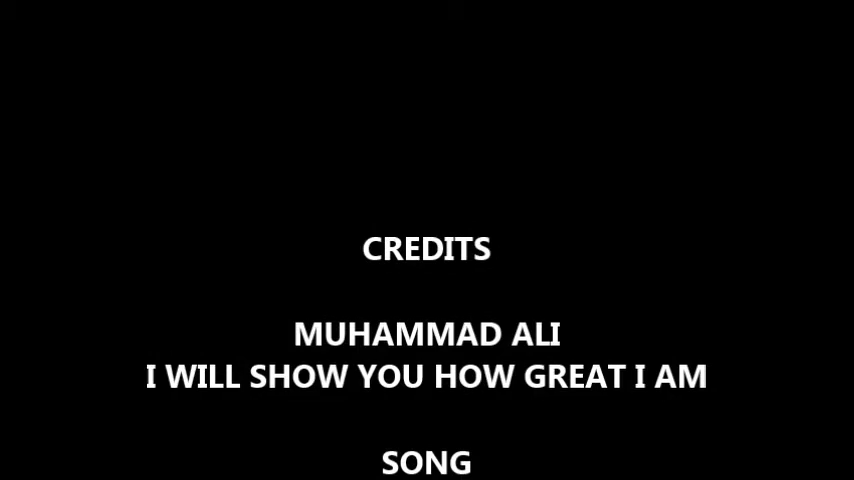 CREDITS
MUHAMMAD ALI
I WILL SHOW YOU HOW GREAT I AM
SONG